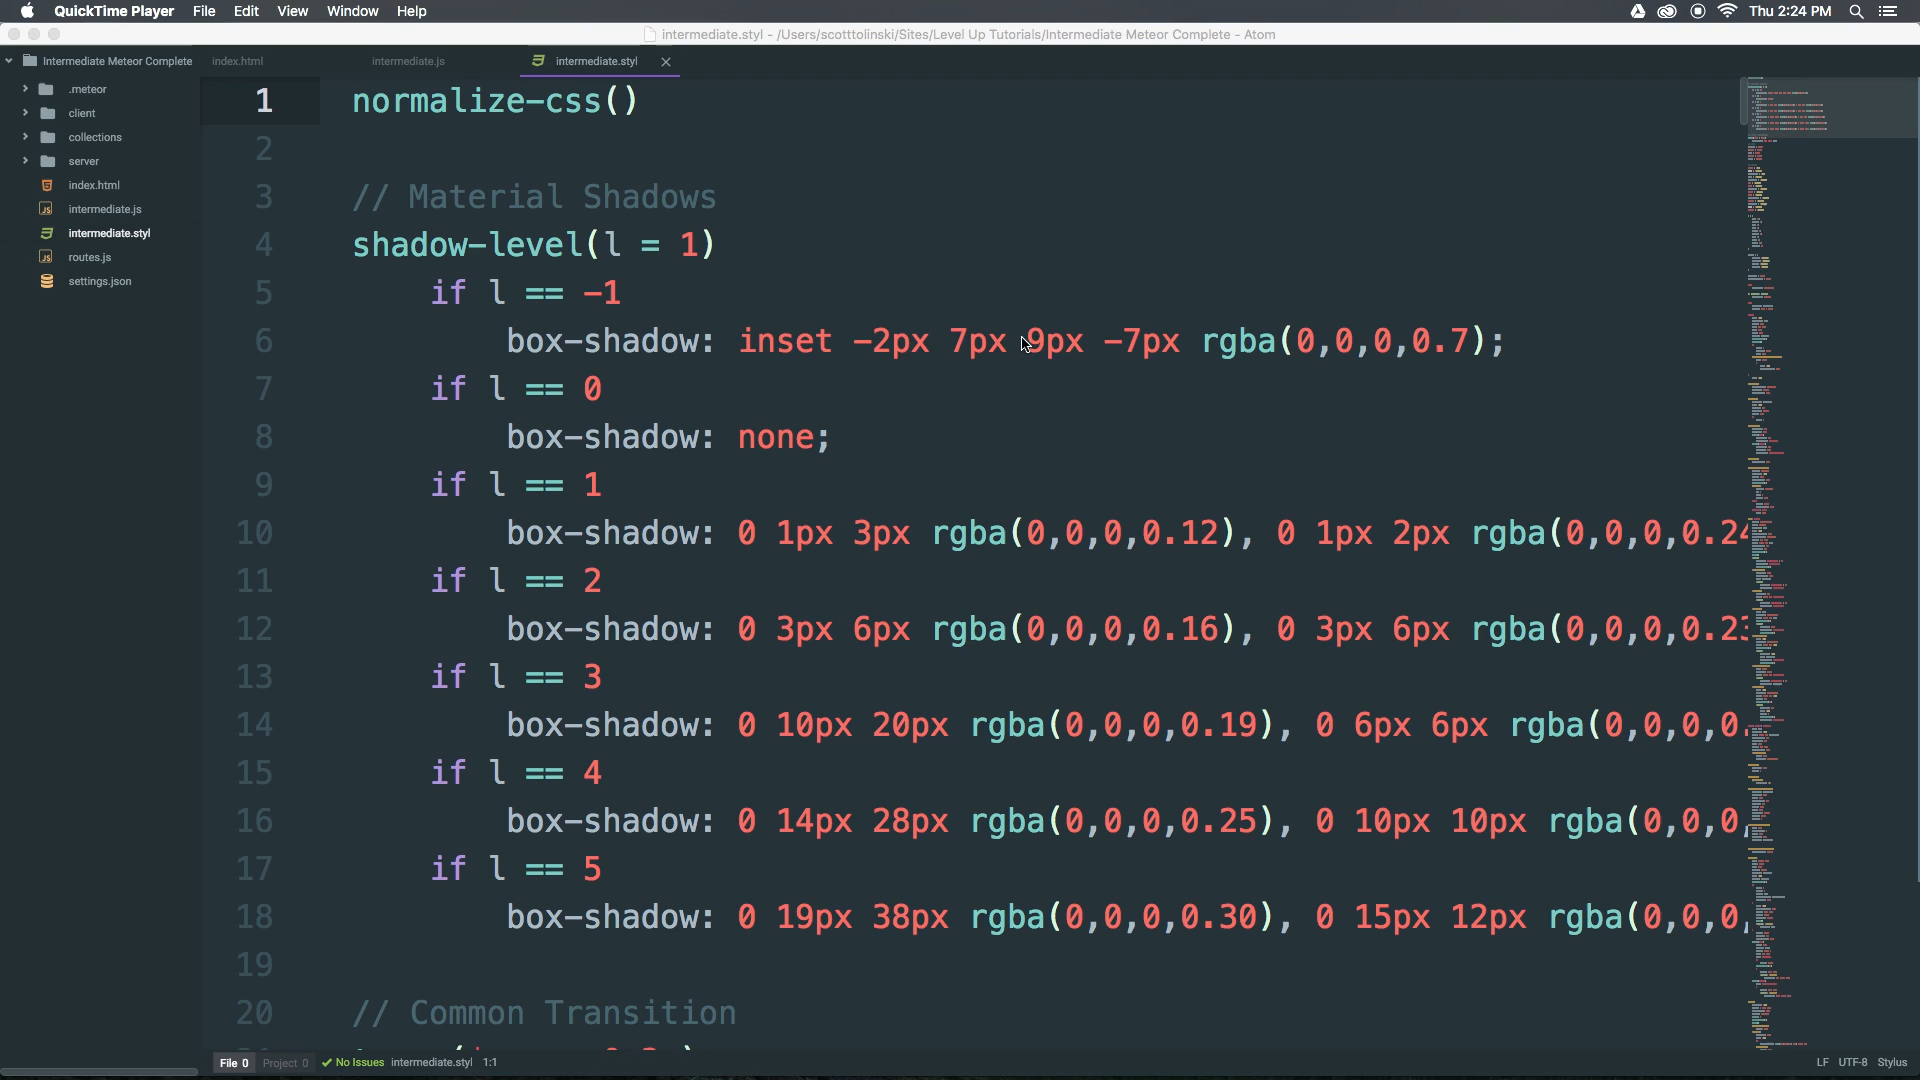 QuickTime Player File Edit View Window Help Thu 2:24 PM
intermediate.styl - /Users/scotttolinski/Sites/Level Up Tutorials/Intermediate Meteor Complete - Atom
Intermediate Meteor Complete index.html intermediate.js intermediate.styl
.meteor
client
collections
server
index.html
intermediate.js
intermediate.styl
routes.js
settings.json
1 normalize-css()
2
3 // Material Shadows
4 shadow-level(l = 1)
5 if l == -1
6 box-shadow: inset -2px 7px 9px -7px rgba(0,0,0,0.7);
7 if l == 0
8 box-shadow: none;
9 if l == 1
10 box-shadow: 0 1px 3px rgba(0,0,0,0.12), 0 1px 2px rgba(0,0,0,0.24
11 if l == 2
12 box-shadow: 0 3px 6px rgba(0,0,0,0.16), 0 3px 6px rgba(0,0,0,0.23
13 if l == 3
14 box-shadow: 0 10px 20px rgba(0,0,0,0.19), 0 6px 6px rgba(0,0,0,0.
15 if l == 4
16 box-shadow: 0 14px 28px rgba(0,0,0,0.25), 0 10px 10px rgba(0,0,0,
17 if l == 5
18 box-shadow: 0 19px 38px rgba(0,0,0,0.30), 0 15px 12px rgba(0,0,0,
19
20 // Common Transition
File 0 Project 0 No Issues intermediate.styl 1:1 LF UTF-8 Stylus